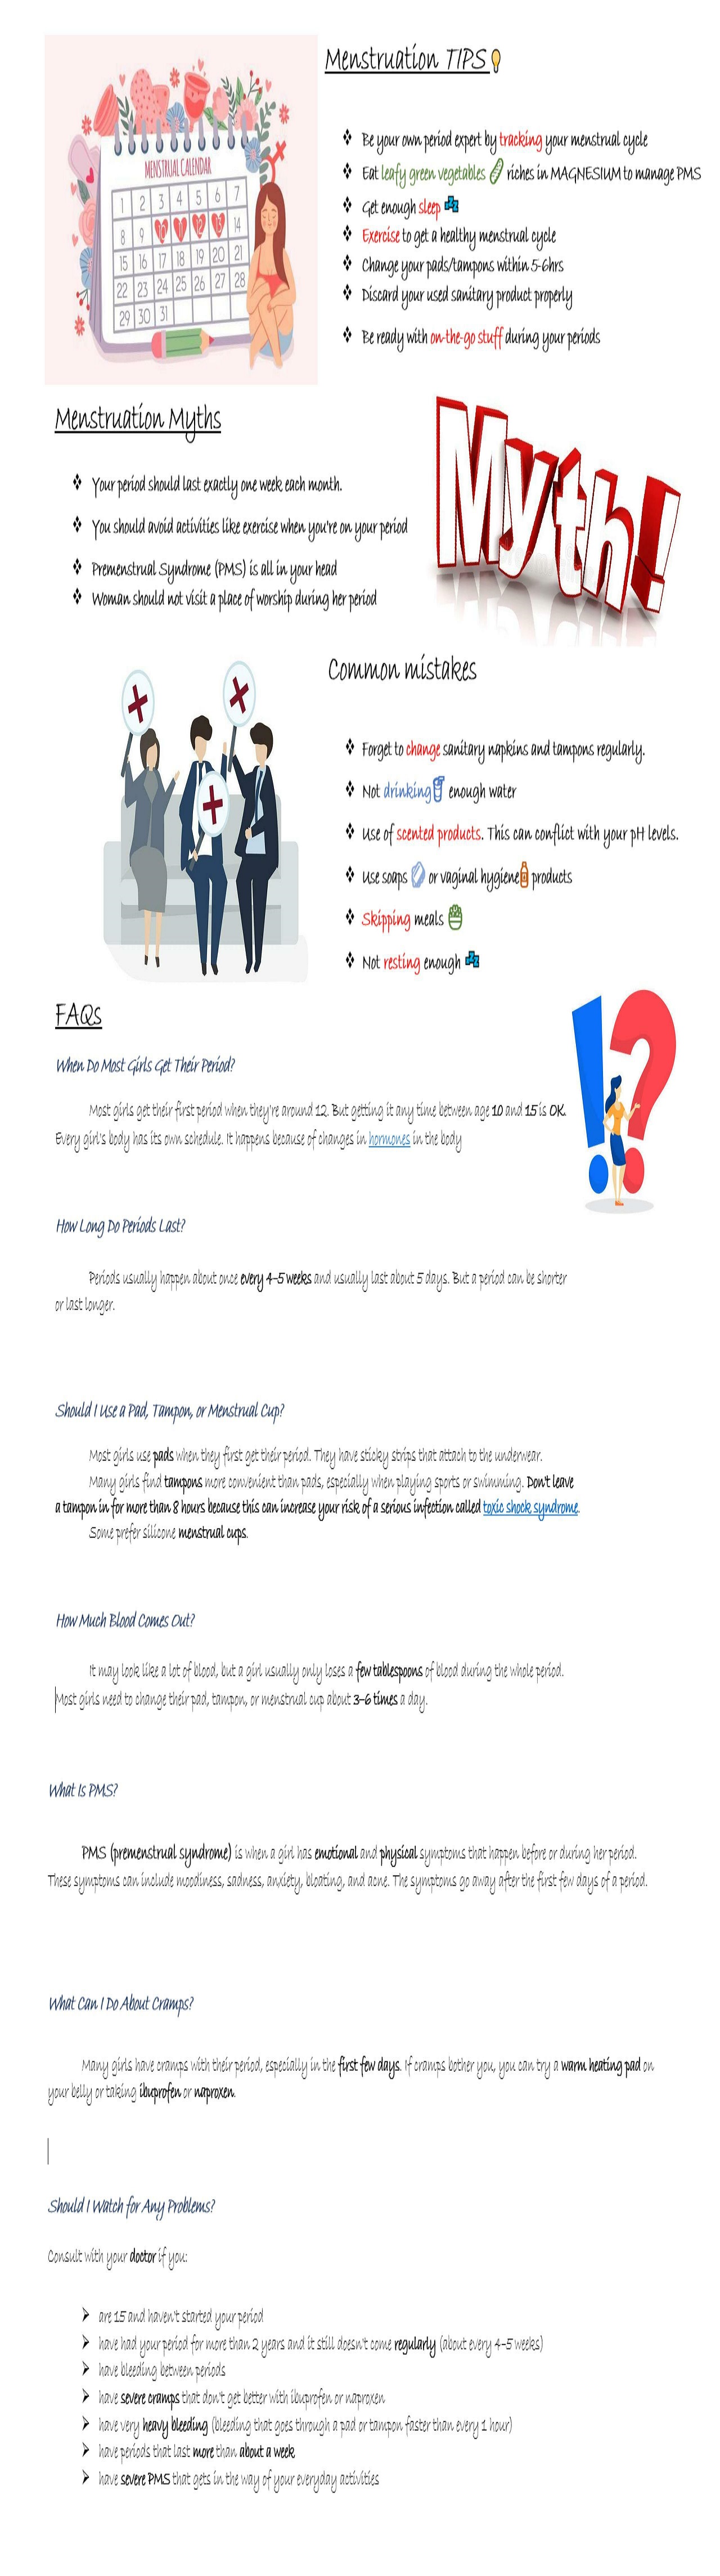 Menstruation TIPS
MENSTRUAL CALENDAR
1 2 3 4 5 6 7
8 9 10 11 12 13 14
15 16 17 18 19 20 21
22 23 24 25 26 27 28
29 30 31
Be your own period expert by tracking your menstrual cycle
Eat leafy green vegetables riches in MAGNESIUM to manage PMS
Get enough sleep
Exercise to get a healthy menstrual cycle
Change your pads/tampons within 5-6hrs
Discard your used sanitary product properly
Be ready with on-the-go stuff during your periods
Menstruation Myths
Your period should last exactly one week each month.
You should avoid activities like exercise when you're on your period
Premenstrual Syndrome (PMS) is all in your head
Woman should not visit a place of worship during her period
Myth!
Common mistakes
Forget to change sanitary napkins and tampons regularly.
Not drinking enough water
Use of scented products. This can conflict with your pH levels.
Use soaps or vaginal hygiene products
Skipping meals
Not resting enough
FAQs
!?
When Do Most Girls Get Their Period?
Most girls get their first period when they're around 12. But getting it any time between age 10 and 15 is OK.
Every girl's body has its own schedule. It happens because of changes in hormones in the body
How Long Do Periods Last?
Periods usually happen about once every 4–5 weeks and usually last about 5 days. But a period can be shorter
or last longer.
Should I Use a Pad, Tampon, or Menstrual Cup?
Most girls use pads when they first get their period. They have sticky strips that attach to the underwear.
Many girls find tampons more convenient than pads, especially when playing sports or swimming. Don't leave
a tampon in for more than 8 hours because this can increase your risk of a serious infection called toxic shock syndrome.
Some prefer silicone menstrual cups.
How Much Blood Comes Out?
It may look like a lot of blood, but a girl usually only loses a few tablespoons of blood during the whole period.
Most girls need to change their pad, tampon, or menstrual cup about 3–6 times a day.
What Is PMS?
PMS (premenstrual syndrome) is when a girl has emotional and physical symptoms that happen before or during her period.
These symptoms can include moodiness, sadness, anxiety, bloating, and acne. The symptoms go away after the first few days of a period.
What Can I Do About Cramps?
Many girls have cramps with their period, especially in the first few days. If cramps bother you, you can try a warm heating pad on
your belly or taking ibuprofen or naproxen.
Should I Watch for Any Problems?
Consult with your doctor if you:
are 15 and haven't started your period
have had your period for more than 2 years and it still doesn't come regularly (about every 4–5 weeks)
have bleeding between periods
have severe cramps that don't get better with ibuprofen or naproxen
have very heavy bleeding (bleeding that goes through a pad or tampon faster than every 1 hour)
have periods that last more than about a week
have severe PMS that gets in the way of your everyday activities